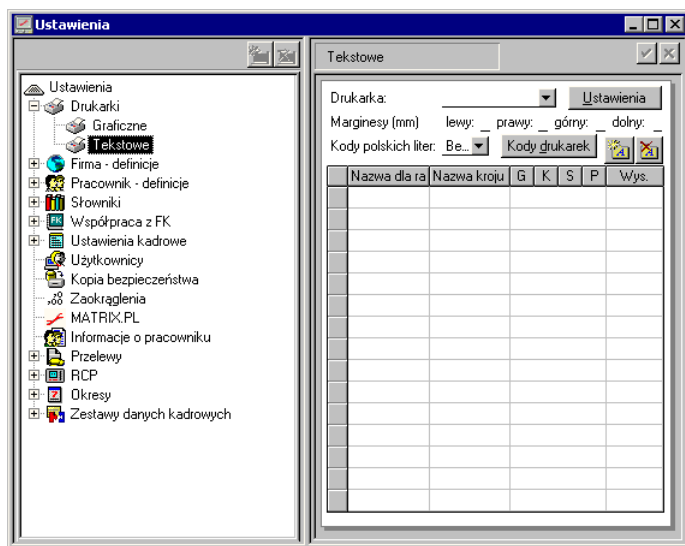 Ustawienia
Ustawienia
Drukarki
Graficzne
Tekstowe
Firma - definicje
Pracownik - definicje
Słowniki
FK Współpraca z FK
Ustawienia kadrowe
Użytkownicy
Kopia bezpieczeństwa
Zaokrąglenia
MATRIX.PL
Informacje o pracowniku
Przelewy
RCP
Okresy
Zestawy danych kadrowych
Tekstowe
Drukarka: Ustawienia
Marginesy (mm) lewy: _ prawy: _ górny: _ dolny: _
Kody polskich liter: Be... Kody drukarek
Nazwa dla ra Nazwa kroju G K S P Wys.